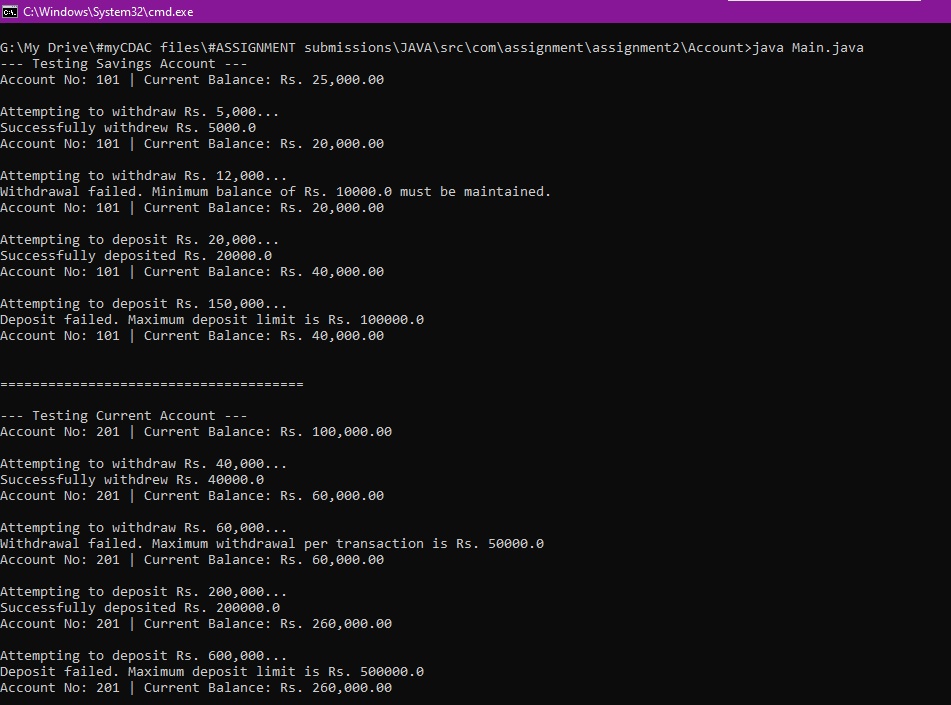 C:\Windows\System32\cmd.exe
G:\My Drive\#myCDAC files\#ASSIGNMENT submissions\JAVA\src\com\assignment\assignment2\Account>java Main.java
--- Testing Savings Account ---
Account No: 101 | Current Balance: Rs. 25,000.00
Attempting to withdraw Rs. 5,000...
Successfully withdrew Rs. 5000.0
Account No: 101 | Current Balance: Rs. 20,000.00
Attempting to withdraw Rs. 12,000...
Withdrawal failed. Minimum balance of Rs. 10000.0 must be maintained.
Account No: 101 | Current Balance: Rs. 20,000.00
Attempting to deposit Rs. 20,000...
Successfully deposited Rs. 20000.0
Account No: 101 | Current Balance: Rs. 40,000.00
Attempting to deposit Rs. 150,000...
Deposit failed. Maximum deposit limit is Rs. 100000.0
Account No: 101 | Current Balance: Rs. 40,000.00
======================================
--- Testing Current Account ---
Account No: 201 | Current Balance: Rs. 100,000.00
Attempting to withdraw Rs. 40,000...
Successfully withdrew Rs. 40000.0
Account No: 201 | Current Balance: Rs. 60,000.00
Attempting to withdraw Rs. 60,000...
Withdrawal failed. Maximum withdrawal per transaction is Rs. 50000.0
Account No: 201 | Current Balance: Rs. 60,000.00
Attempting to deposit Rs. 200,000...
Successfully deposited Rs. 200000.0
Account No: 201 | Current Balance: Rs. 260,000.00
Attempting to deposit Rs. 600,000...
Deposit failed. Maximum deposit limit is Rs. 500000.0
Account No: 201 | Current Balance: Rs. 260,000.00